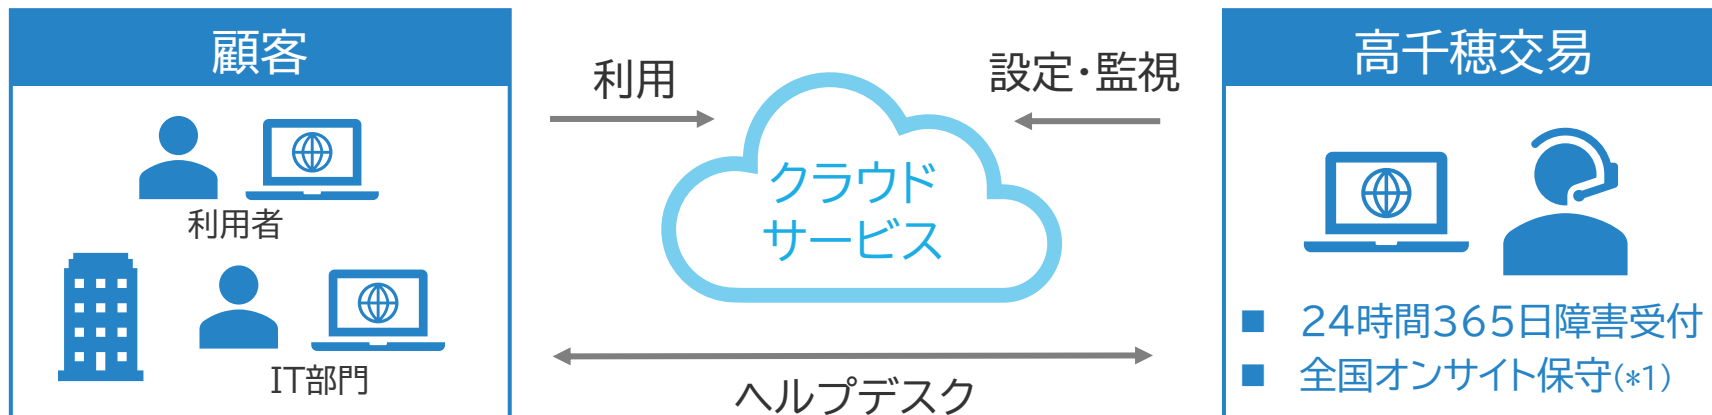 顧客
利用者
IT部門
利用
設定・監視
クラウド
サービス
ヘルプデスク
高千穂交易
■ 24時間365日障害受付
■ 全国オンサイト保守(*1)